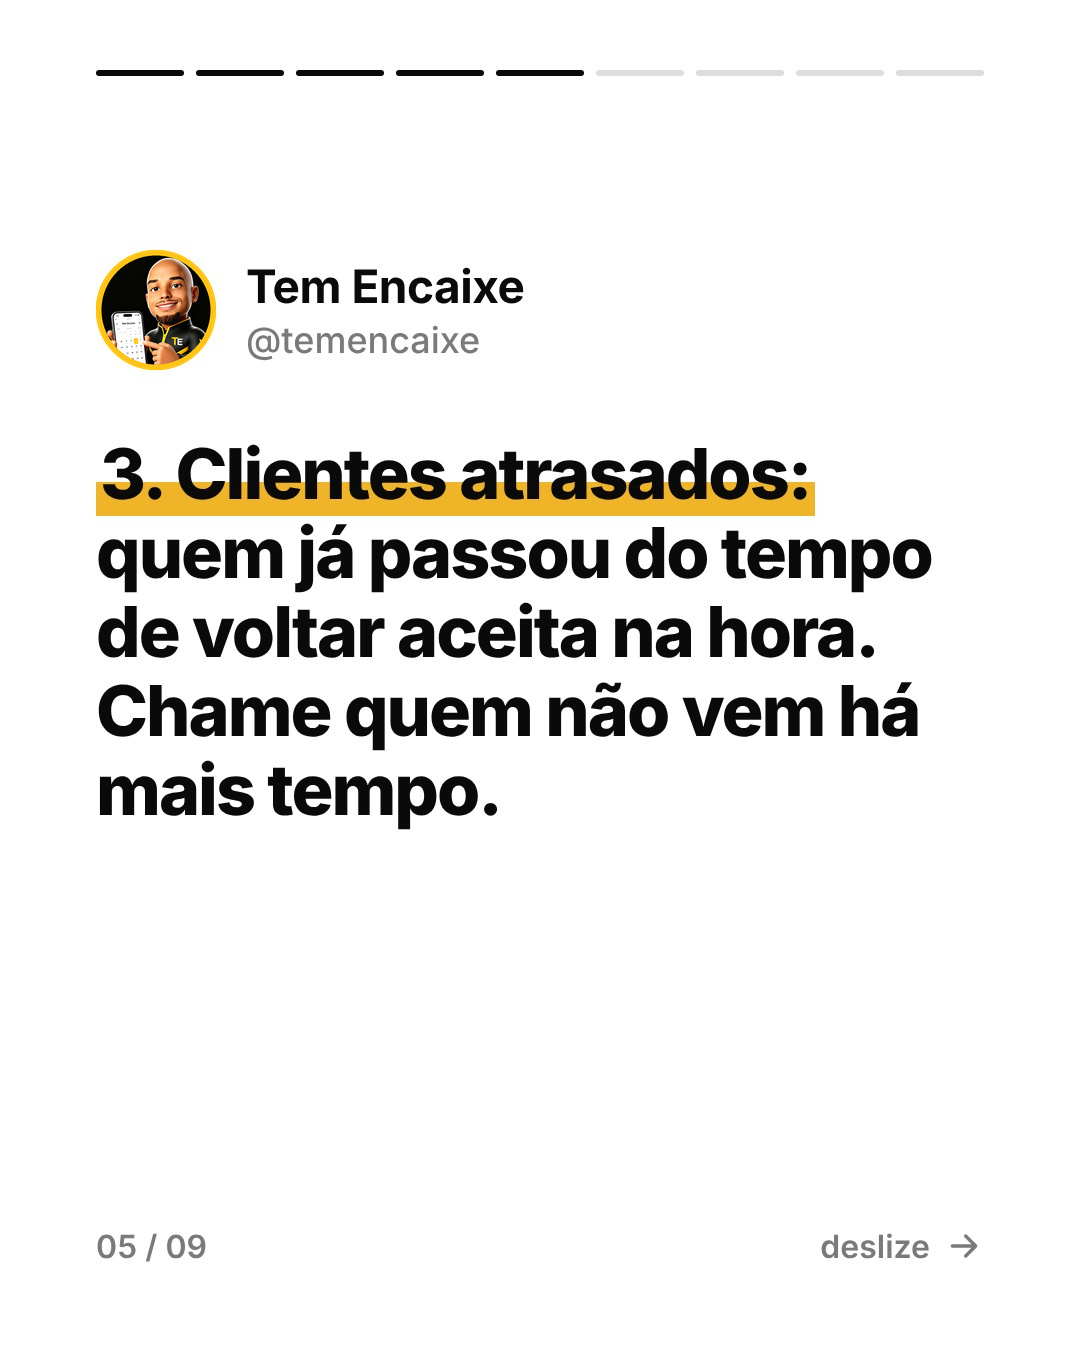 Tem Encaixe
@temencaixe
TE
3. Clientes atrasados:
quem já passou do tempo
de voltar aceita na hora.
Chame quem não vem há
mais tempo.
05 / 09
deslize →